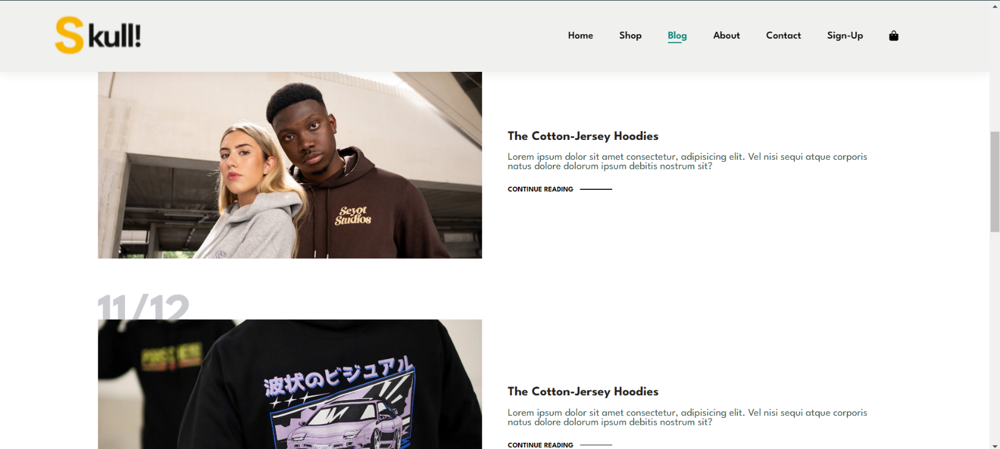 Skull!
Home Shop Blog About Contact Sign-Up
The Cotton-Jersey Hoodies
Lorem ipsum dolor sit amet consectetur, adipisicing elit. Vel nisi sequi atque corporis
natus dolore dolorum ipsum debitis nostrum sit?
CONTINUE READING
Seyot
Studios
11/12
波状のビジュアル
The Cotton-Jersey Hoodies
Lorem ipsum dolor sit amet consectetur, adipisicing elit. Vel nisi sequi atque corporis
natus dolore dolorum ipsum debitis nostrum sit?
CONTINUE READING